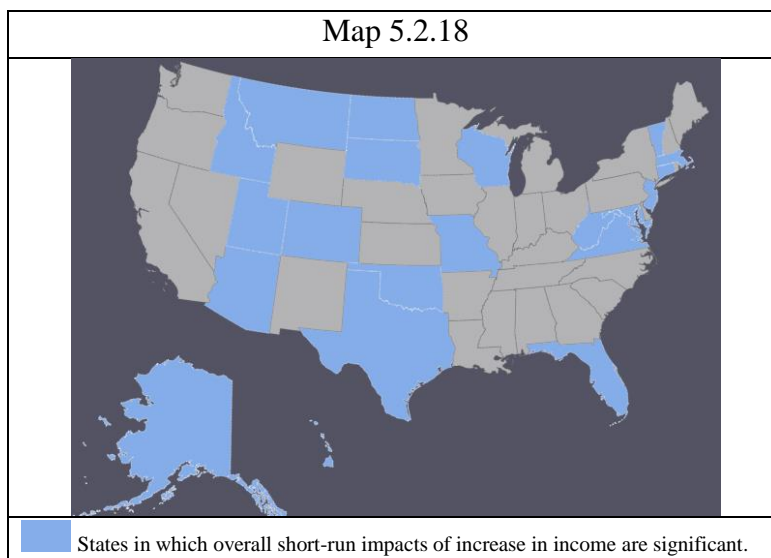 Map 5.2.18
States in which overall short-run impacts of increase in income are significant.